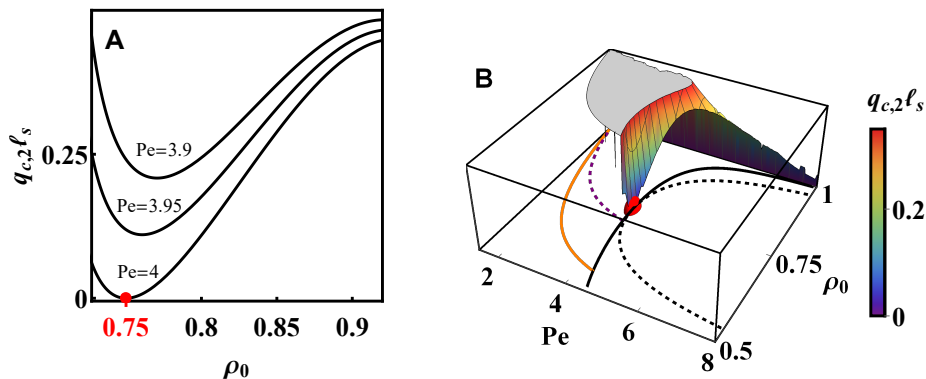 A
q_{c,2}ℓ_s
0.25
0
Pe=3.9
Pe=3.95
Pe=4
0.75
0.8
0.85
0.9
ρ_0
B
2
4
6
8
Pe
0.5
0.75
1
ρ_0
q_{c,2}ℓ_s
0.2
0